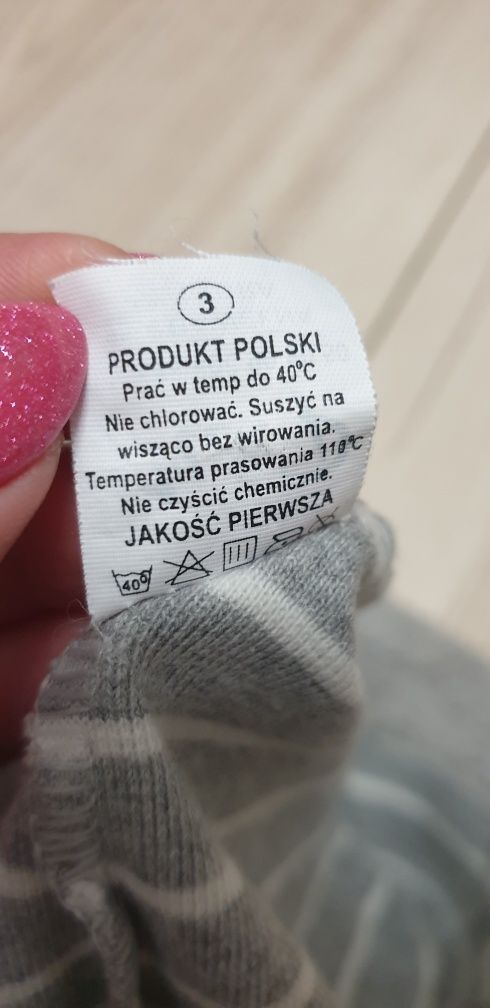 3
PRODUKT POLSKI
Prać w temp do 40°C
Nie chlorować. Suszyć na
wisząco bez wirowania.
Temperatura prasowania 110°C
Nie czyścić chemicznie.
JAKOŚĆ PIERWSZA
40°